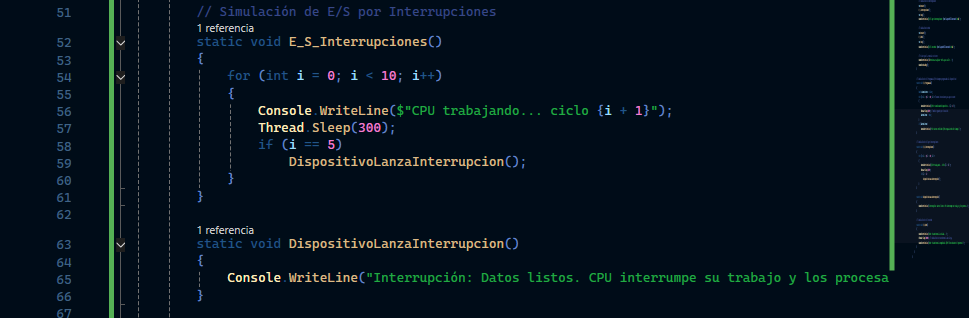 51 // Simulación de E/S por Interrupciones
1 referencia
52 static void E_S_Interrupciones()
53 {
54 for (int i = 0; i < 10; i++)
55 {
56 Console.WriteLine($"CPU trabajando... ciclo {i + 1}");
57 Thread.Sleep(300);
58 if (i == 5)
59 DispositivoLanzaInterrupcion();
60 }
61 }
62
1 referencia
63 static void DispositivoLanzaInterrupcion()
64 {
65 Console.WriteLine("Interrupción: Datos listos. CPU interrumpe su trabajo y los procesa
66 }
67